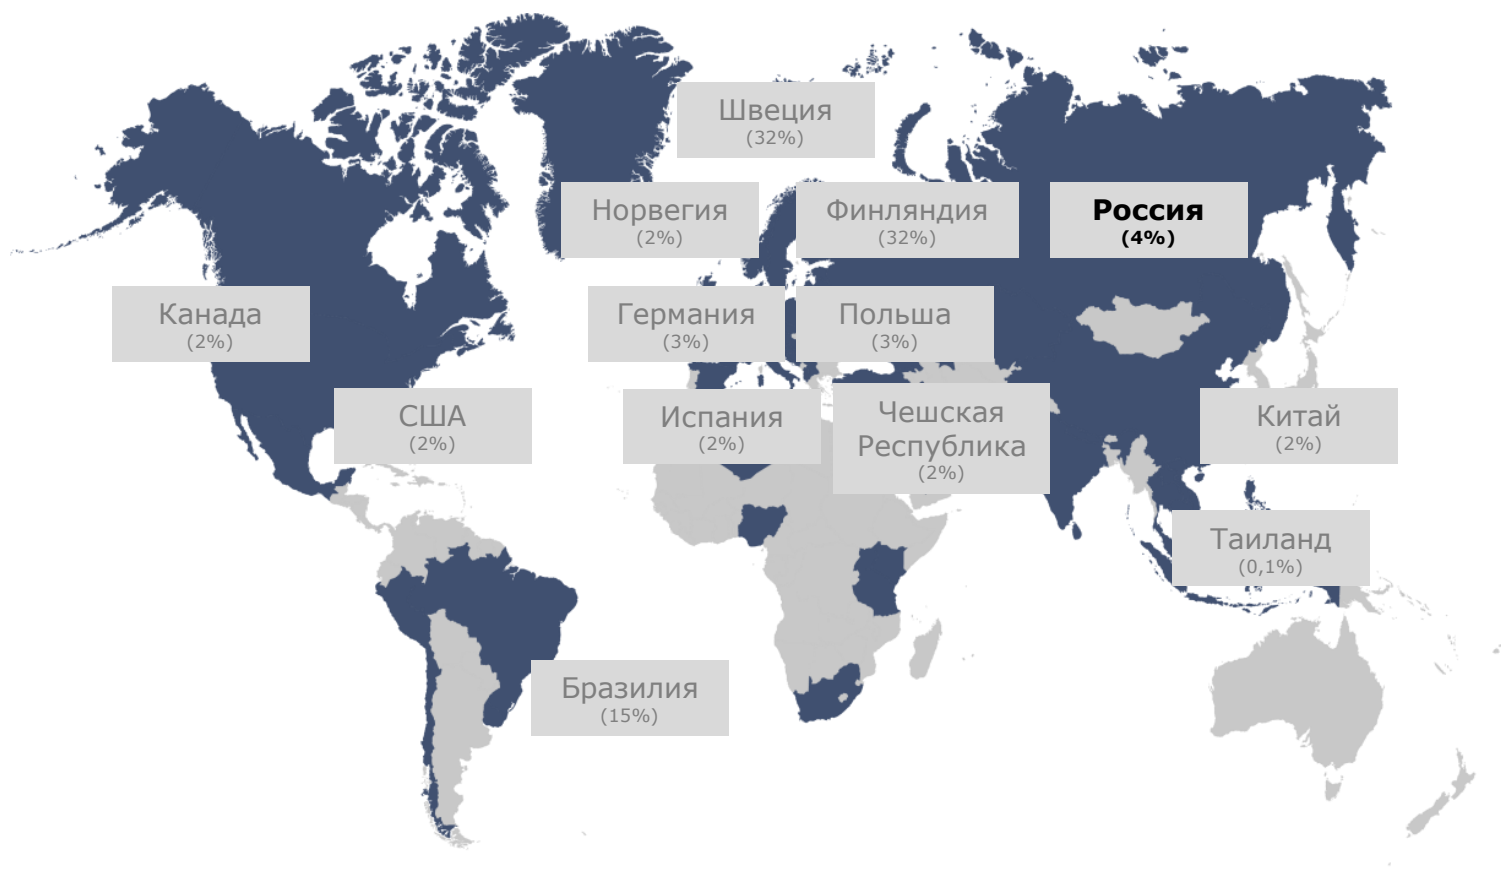 Швеция
(32%)
Норвегия
(2%)
Финляндия
(32%)
Россия
(4%)
Канада
(2%)
Германия
(3%)
Польша
(3%)
США
(2%)
Испания
(2%)
Чешская
Республика
(2%)
Китай
(2%)
Таиланд
(0,1%)
Бразилия
(15%)